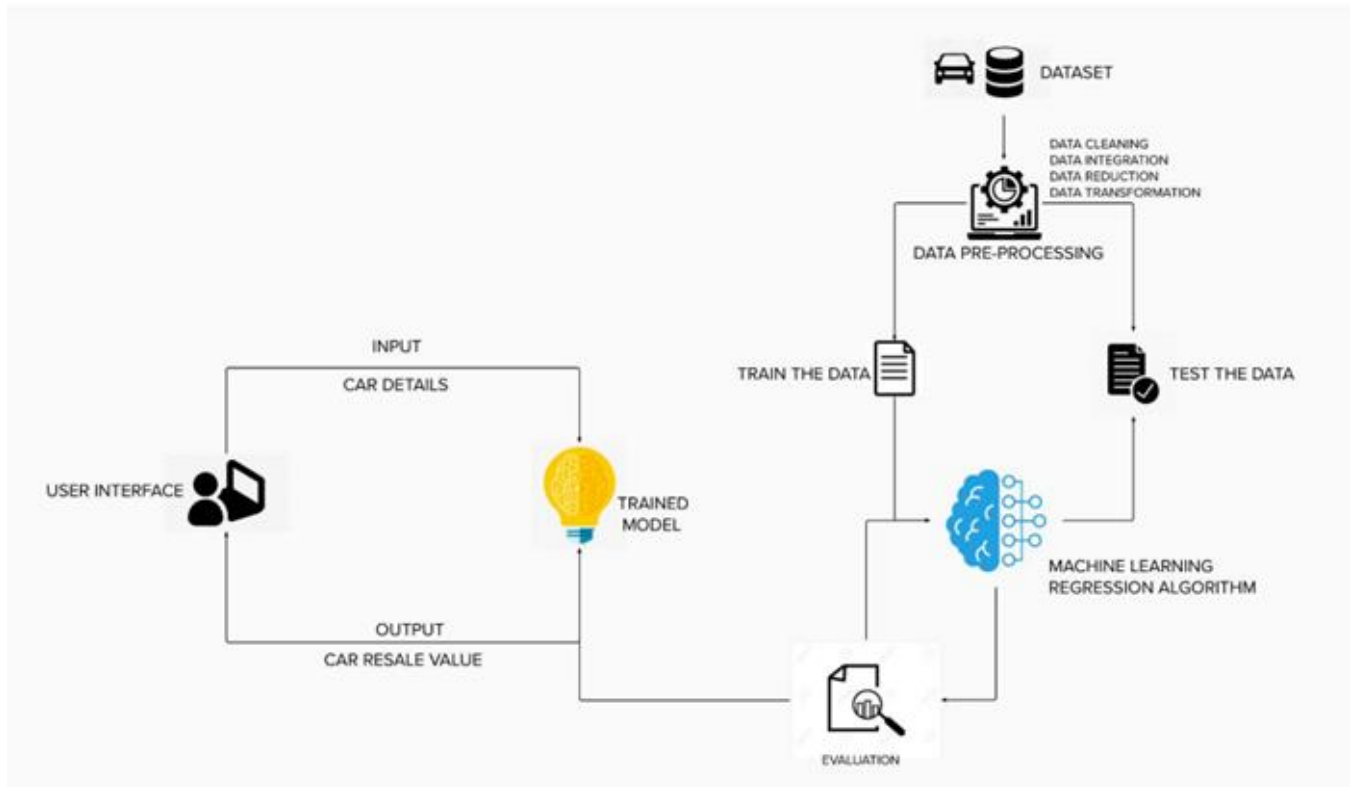 DATASET
DATA CLEANING
DATA INTEGRATION
DATA REDUCTION
DATA TRANSFORMATION
DATA PRE-PROCESSING
TRAIN THE DATA
TEST THE DATA
INPUT
CAR DETAILS
USER INTERFACE
TRAINED
MODEL
MACHINE LEARNING
REGRESSION ALGORITHM
OUTPUT
CAR RESALE VALUE
EVALUATION